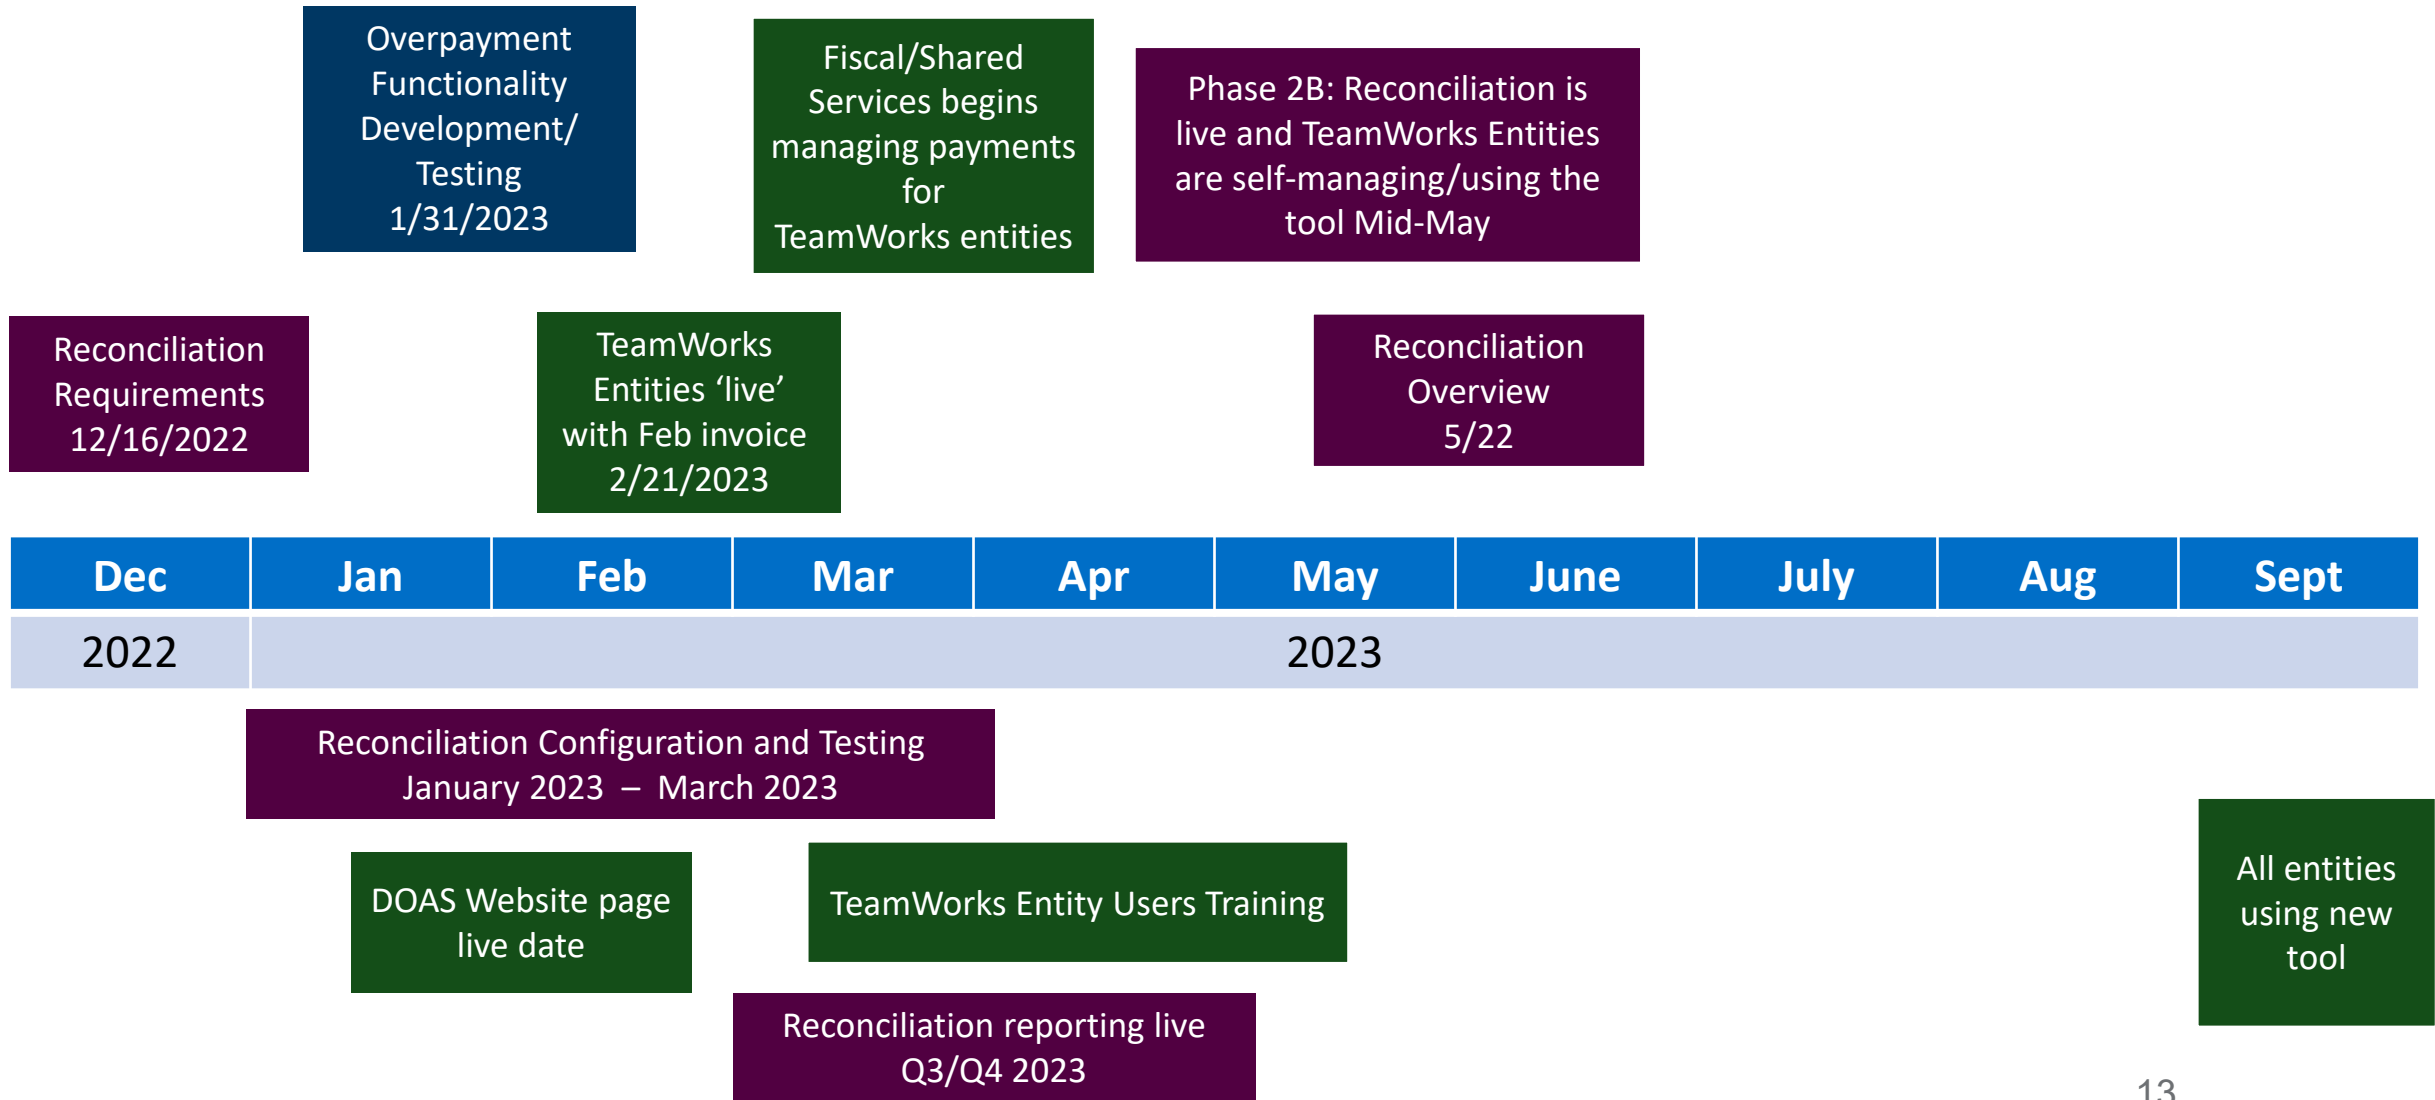 Overpayment
Functionality
Development/
Testing
1/31/2023
Fiscal/Shared
Services begins
managing payments
for
TeamWorks entities
Phase 2B: Reconciliation is
live and TeamWorks Entities
are self-managing/using the
tool Mid-May
Reconciliation
Requirements
12/16/2022
TeamWorks
Entities ‘live’
with Feb invoice
2/21/2023
Reconciliation
Overview
5/22
Dec Jan Feb Mar Apr May June July Aug Sept
2022 2023
Reconciliation Configuration and Testing
January 2023 – March 2023
DOAS Website page
live date
TeamWorks Entity Users Training
All entities
using new
tool
Reconciliation reporting live
Q3/Q4 2023
13